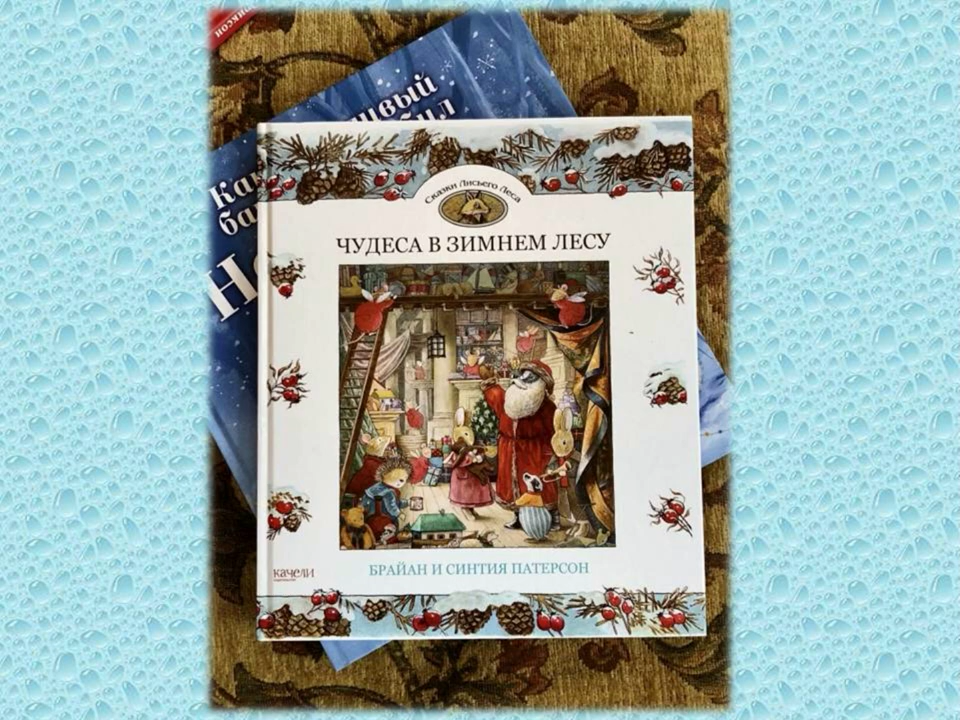 Сказки Лисьего Леса
ЧУДЕСА В ЗИМНЕМ ЛЕСУ
качели
БРАЙАН И СИНТИЯ ПАТЕРСОН